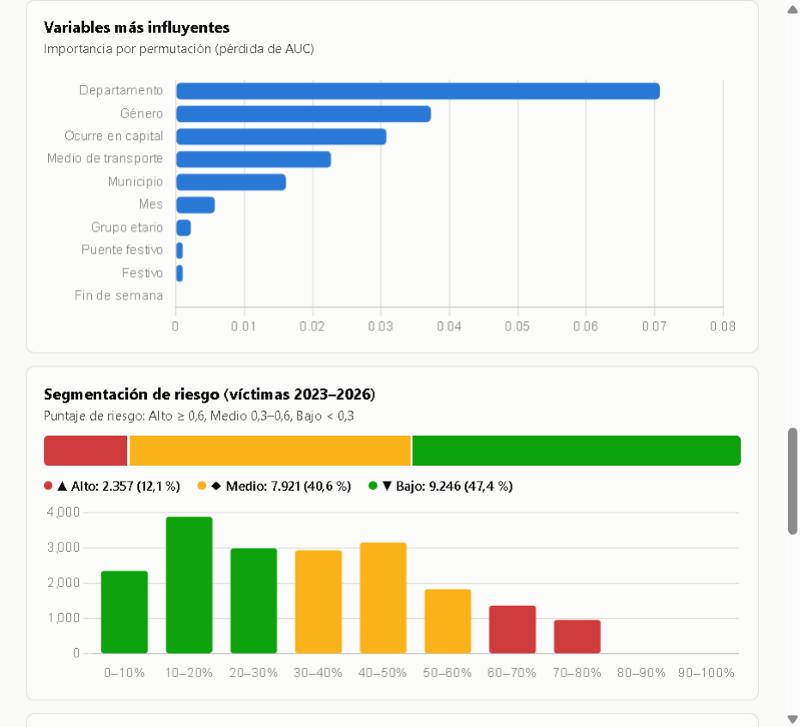 Variables más influyentes
Importancia por permutación (pérdida de AUC)
Departamento
Género
Ocurre en capital
Medio de transporte
Municipio
Mes
Grupo etario
Puente festivo
Festivo
Fin de semana
0 0.01 0.02 0.03 0.04 0.05 0.06 0.07 0.08
Segmentación de riesgo (víctimas 2023–2026)
Puntaje de riesgo: Alto ≥ 0,6, Medio 0,3–0,6, Bajo < 0,3
▲ Alto: 2.357 (12,1 %) ◆ Medio: 7.921 (40,6 %) ▼ Bajo: 9.246 (47,4 %)
4,000
3,000
2,000
1,000
0
0–10% 10–20% 20–30% 30–40% 40–50% 50–60% 60–70% 70–80% 80–90% 90–100%